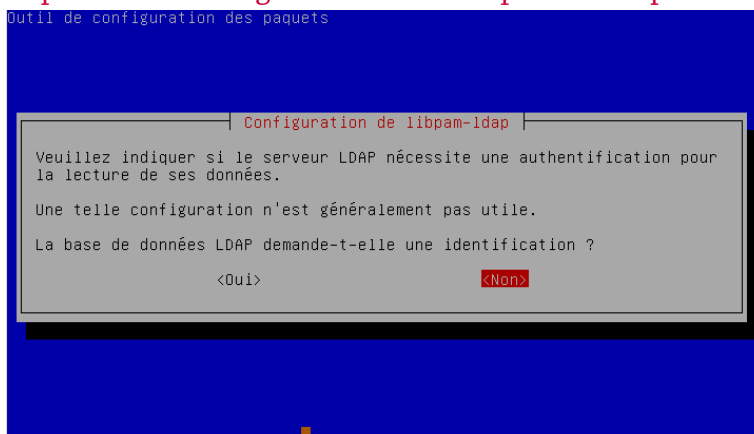 Outil de configuration des paquets
Configuration de libpam-ldap
Veuillez indiquer si le serveur LDAP nécessite une authentification pour
la lecture de ses données.
Une telle configuration n'est généralement pas utile.
La base de données LDAP demande-t-elle une identification ?
<Oui> <Non>